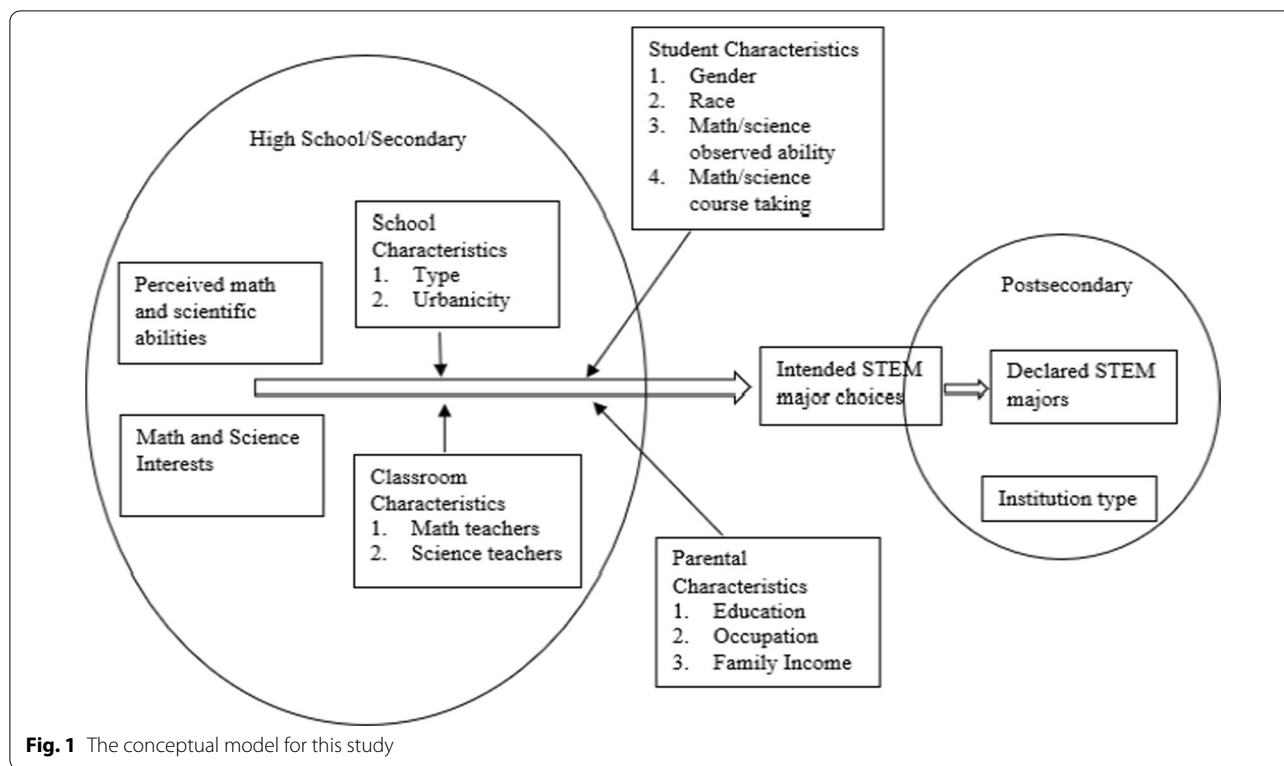 High School/Secondary
Perceived math
and scientific
abilities
Math and Science
Interests
School
Characteristics
1. Type
2. Urbanicity
Classroom
Characteristics
1. Math teachers
2. Science teachers
Student Characteristics
1. Gender
2. Race
3. Math/science
observed ability
4. Math/science
course taking
Parental
Characteristics
1. Education
2. Occupation
3. Family Income
Intended STEM
major choices
Postsecondary
Declared STEM
majors
Institution type
Fig. 1 The conceptual model for this study